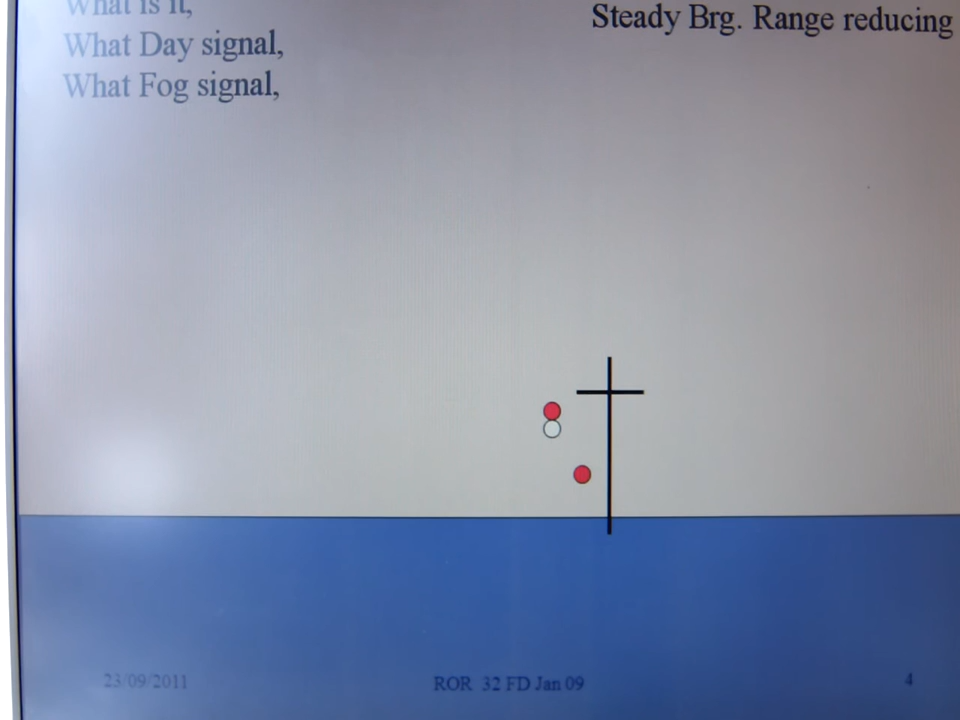 What is it,
What Day signal,
What Fog signal,
Steady Brg. Range reducing
23/09/2011
ROR 32 FD Jan 09
4